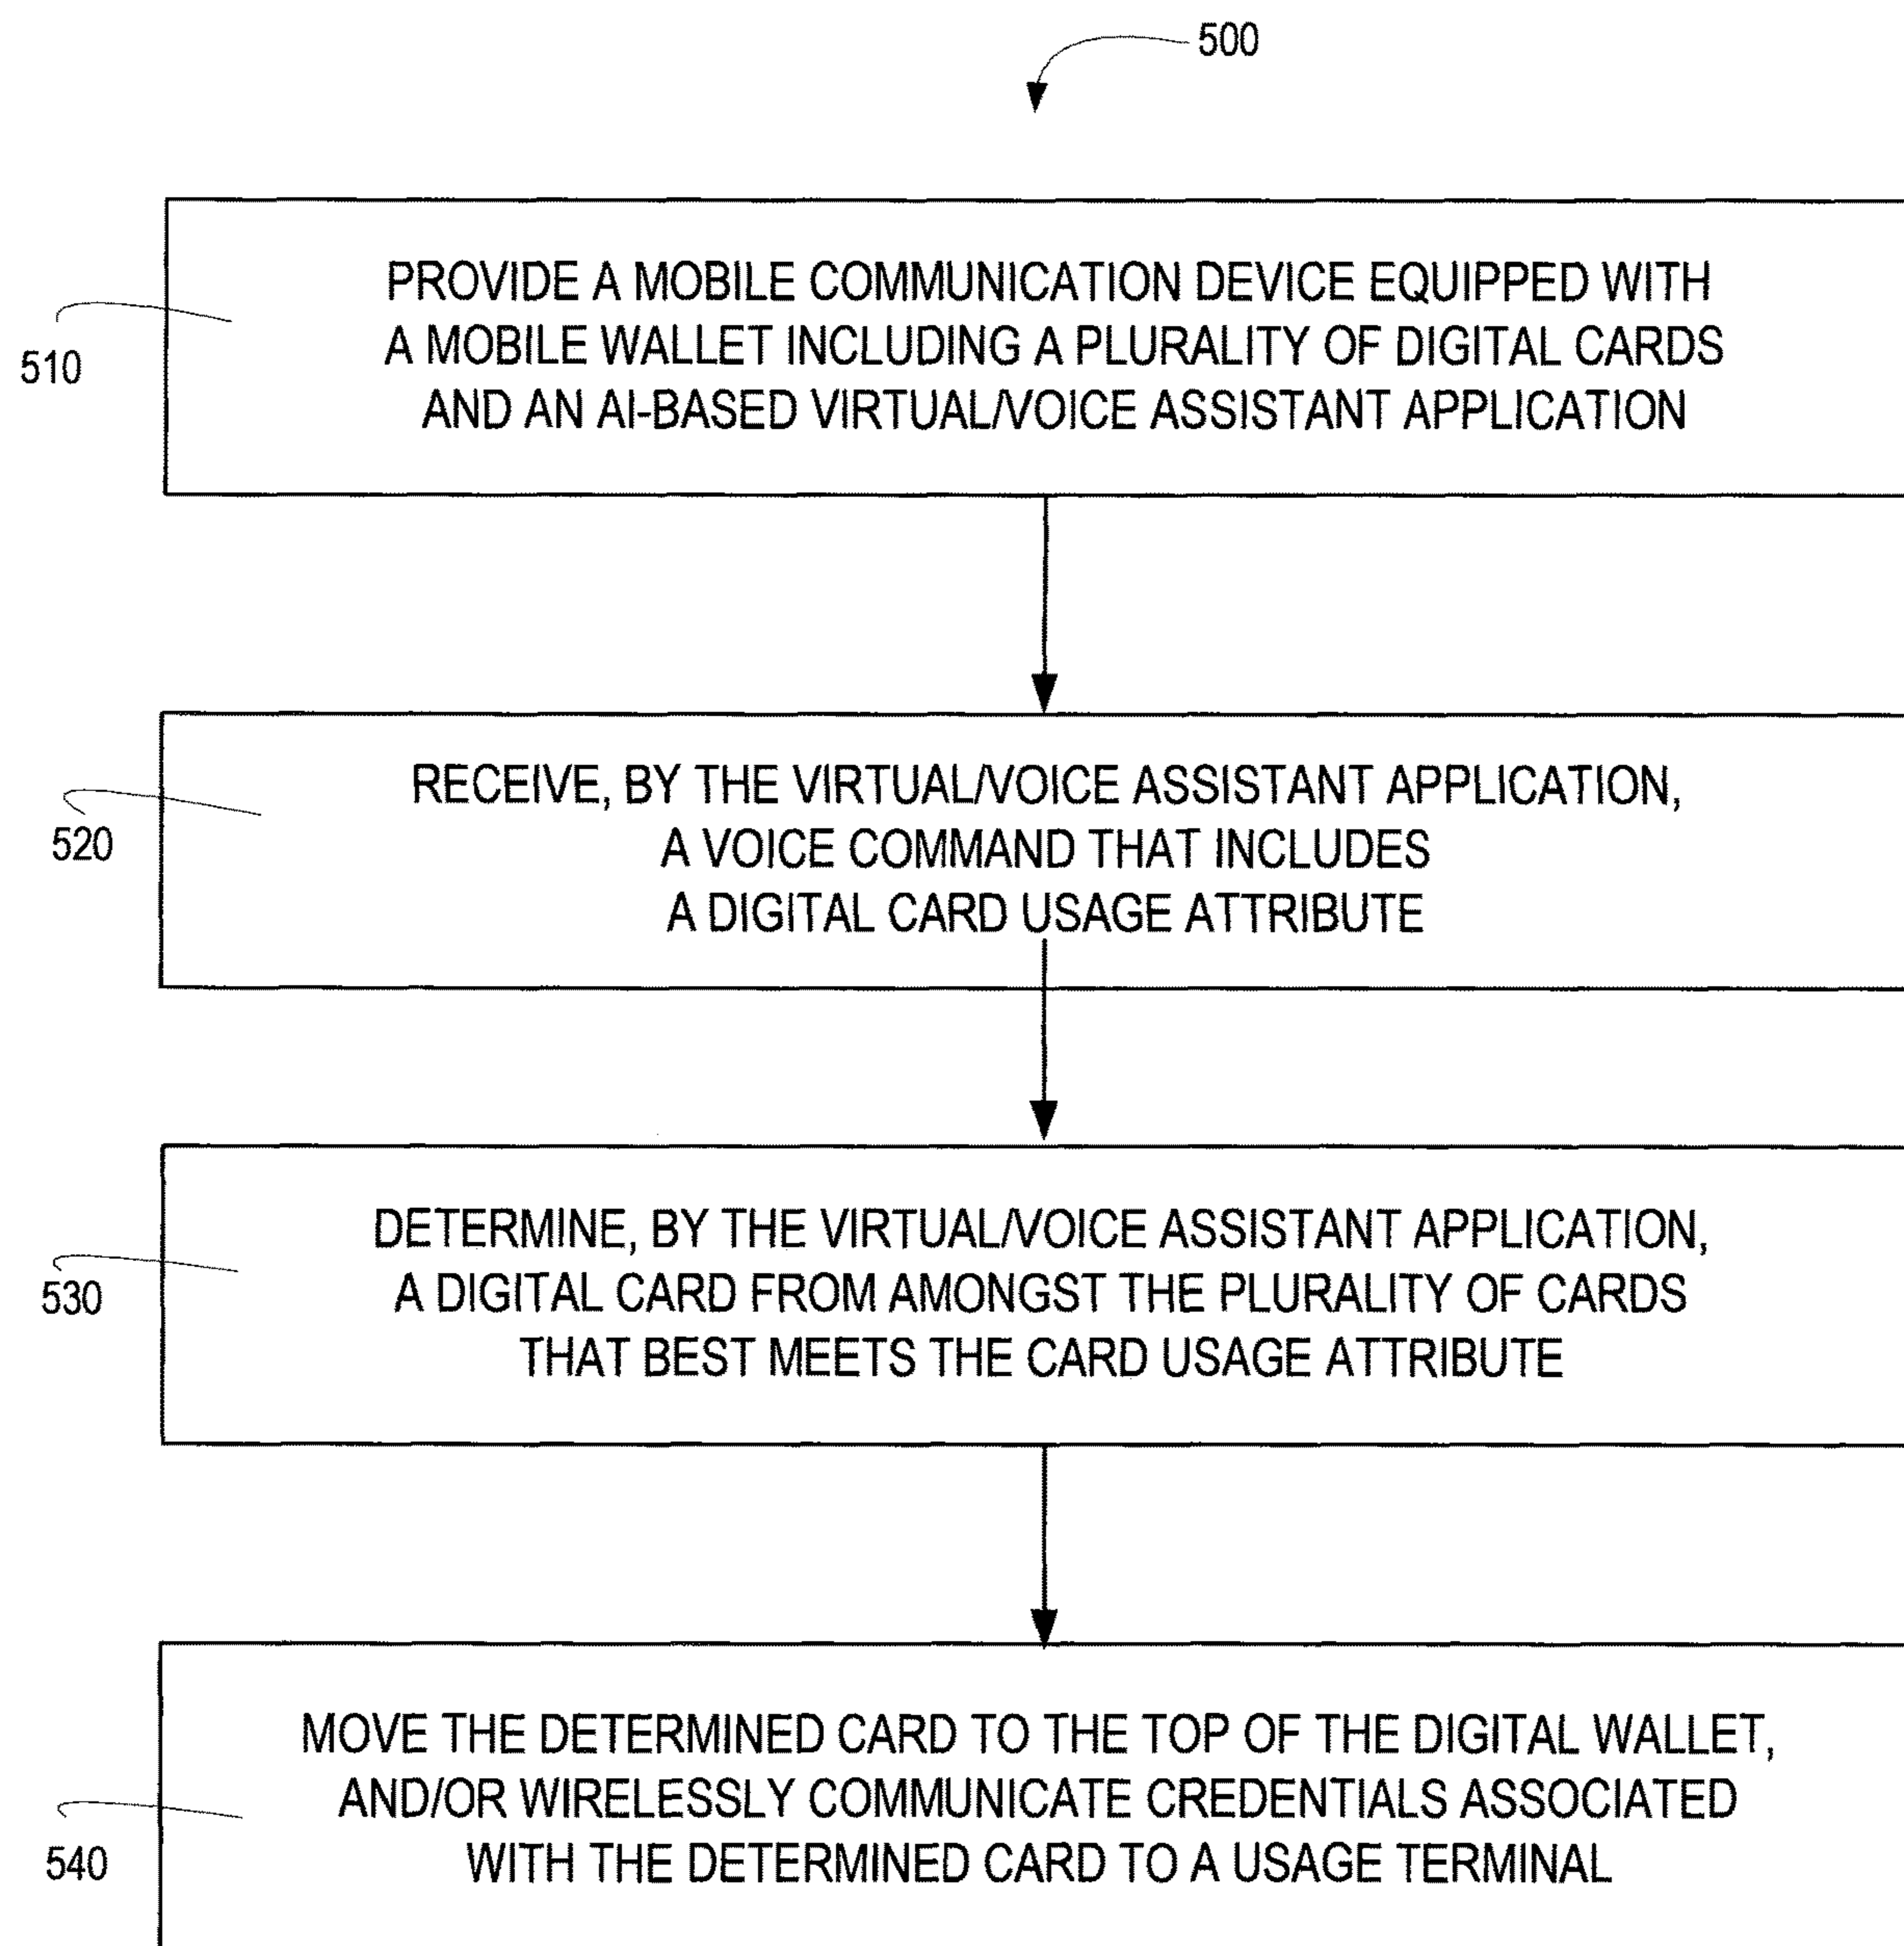 500
PROVIDE A MOBILE COMMUNICATION DEVICE EQUIPPED WITH
A MOBILE WALLET INCLUDING A PLURALITY OF DIGITAL CARDS
AND AN AI-BASED VIRTUAL/VOICE ASSISTANT APPLICATION
510
RECEIVE, BY THE VIRTUAL/VOICE ASSISTANT APPLICATION,
A VOICE COMMAND THAT INCLUDES
A DIGITAL CARD USAGE ATTRIBUTE
520
DETERMINE, BY THE VIRTUAL/VOICE ASSISTANT APPLICATION,
A DIGITAL CARD FROM AMONGST THE PLURALITY OF CARDS
THAT BEST MEETS THE CARD USAGE ATTRIBUTE
530
MOVE THE DETERMINED CARD TO THE TOP OF THE DIGITAL WALLET,
AND/OR WIRELESSLY COMMUNICATE CREDENTIALS ASSOCIATED
WITH THE DETERMINED CARD TO A USAGE TERMINAL
540